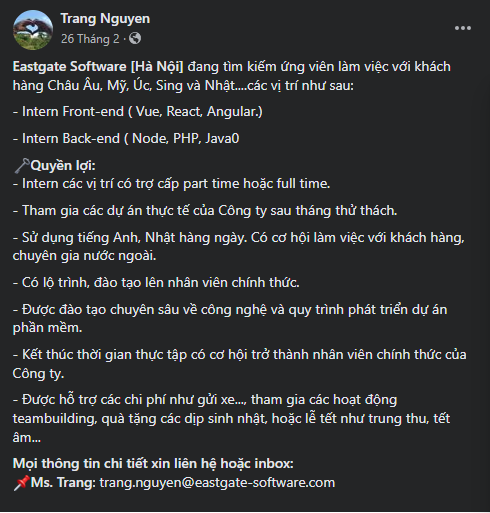 Trang Nguyen
26 Tháng 2 ·
Eastgate Software [Hà Nội] đang tìm kiếm ứng viên làm việc với khách
hàng Châu Âu, Mỹ, Úc, Sing và Nhật....các vị trí như sau:
- Intern Front-end ( Vue, React, Angular.)
- Intern Back-end ( Node, PHP, Java0
🗝Quyền lợi:
- Intern các vị trí có trợ cấp part time hoặc full time.
- Tham gia các dự án thực tế của Công ty sau tháng thử thách.
- Sử dụng tiếng Anh, Nhật hàng ngày. Có cơ hội làm việc với khách hàng,
chuyên gia nước ngoài.
- Có lộ trình, đào tạo lên nhân viên chính thức.
- Được đào tạo chuyên sâu về công nghệ và quy trình phát triển dự án
phần mềm.
- Kết thúc thời gian thực tập có cơ hội trở thành nhân viên chính thức của
Công ty.
- Được hỗ trợ các chi phí như gửi xe..., tham gia các hoạt động
teambuilding, quà tặng các dịp sinh nhật, hoặc lễ tết như trung thu, tết
âm...
Mọi thông tin chi tiết xin liên hệ hoặc inbox:
📌Ms. Trang: trang.nguyen@eastgate-software.com